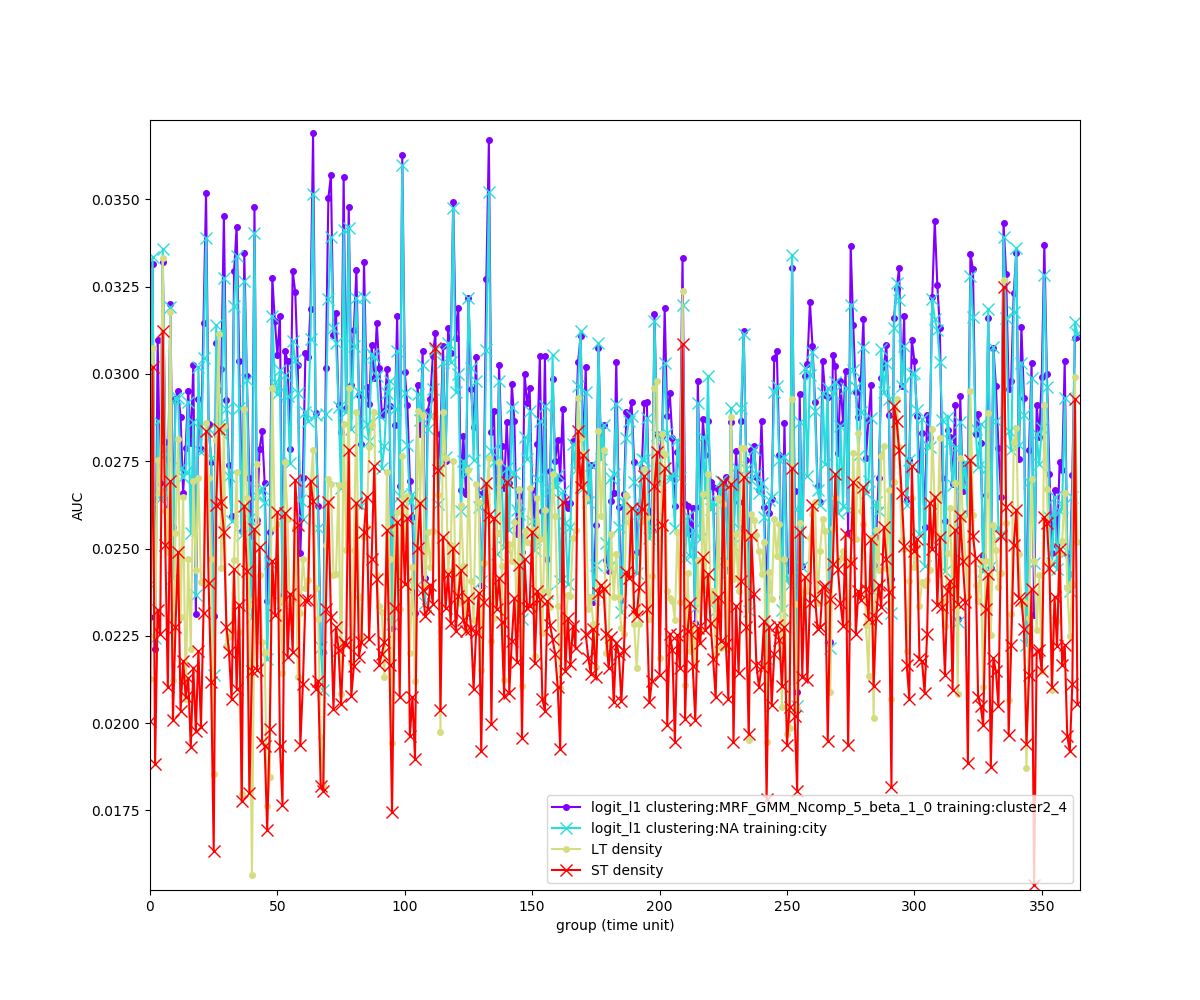 0.0350
0.0325
0.0300
0.0275
0.0250
0.0225
0.0200
0.0175
AUC
logit_l1 clustering:MRF_GMM_Ncomp_5_beta_1_0 training:cluster2_4
logit_l1 clustering:NA training:city
LT density
ST density
0 50 100 150 200 250 300 350
group (time unit)